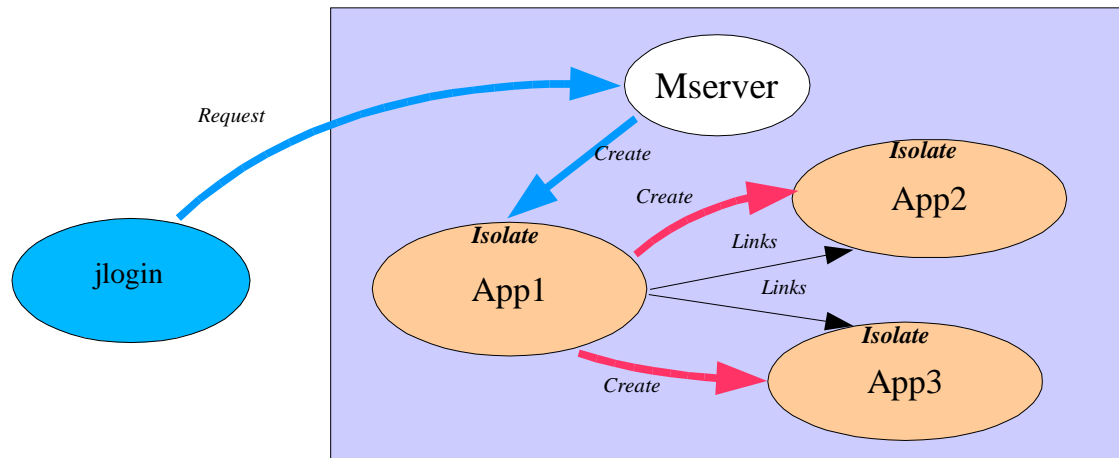 Mserver
Request
Create
Isolate
App2
Create
Isolate
App1
Links
jlogin
Links
Isolate
App3
Create